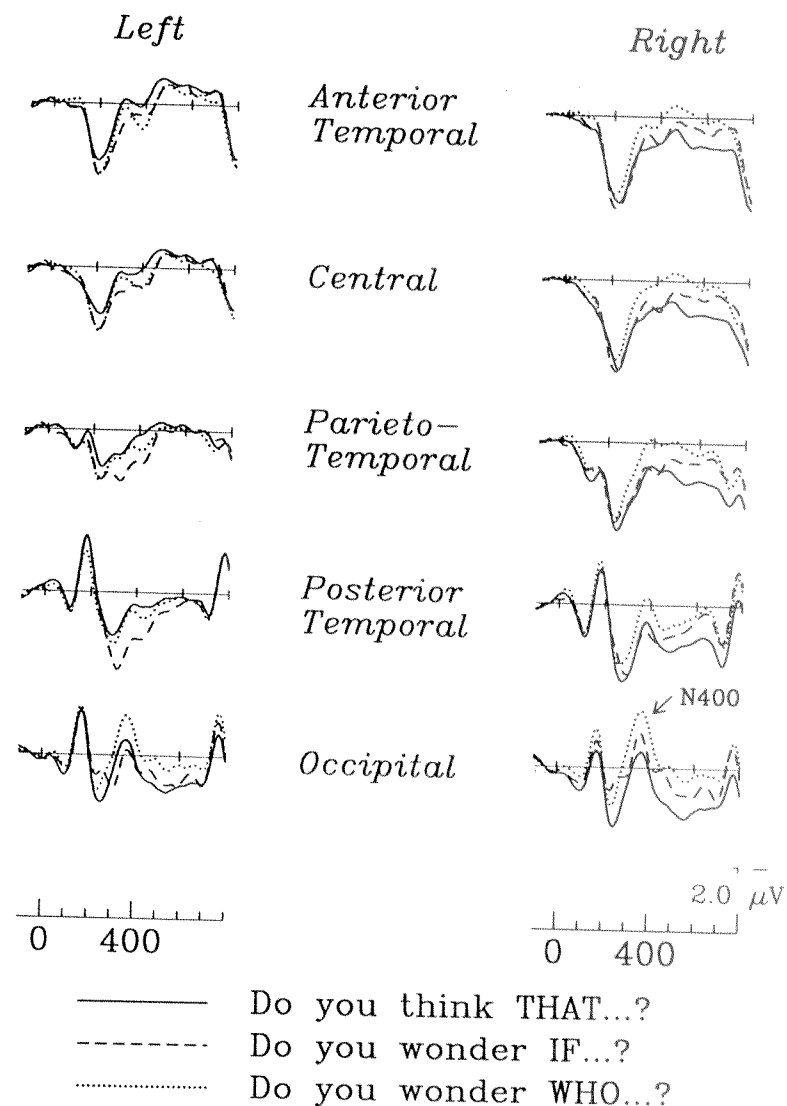 Left
Right
Anterior
Temporal
Central
Parieto–
Temporal
Posterior
Temporal
N400
Occipital
2.0 μV
0 400
0 400
Do you think THAT...?
Do you wonder IF...?
Do you wonder WHO...?